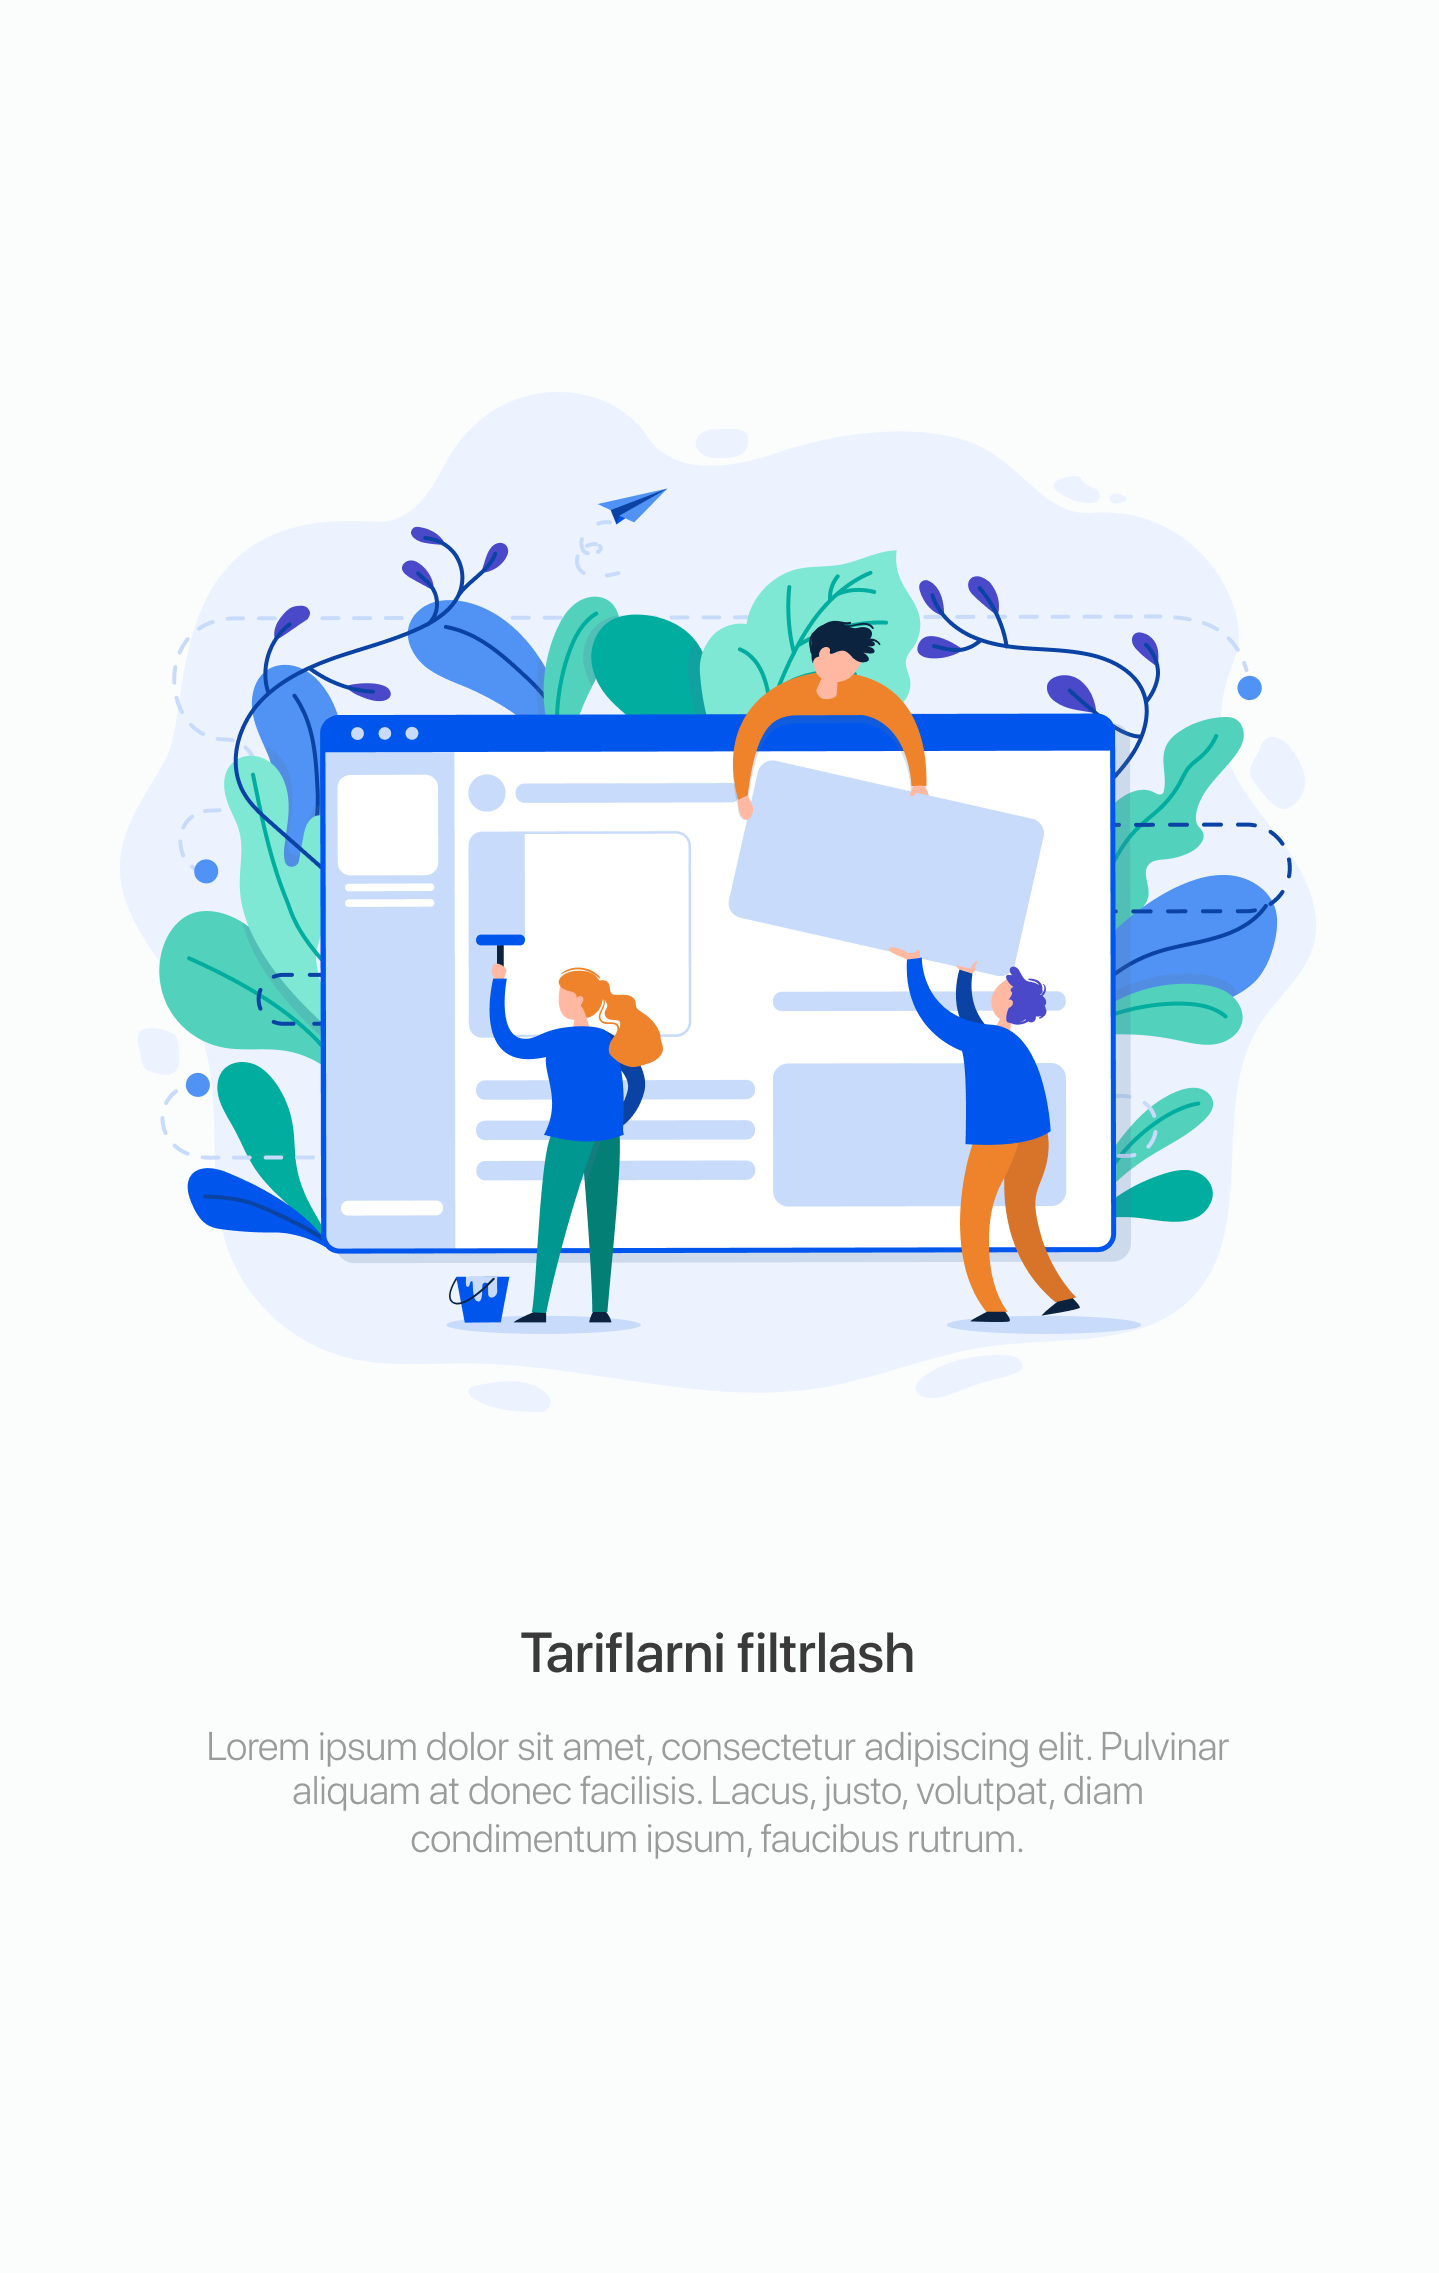 Tariflarni filtrlash
Lorem ipsum dolor sit amet, consectetur adipiscing elit. Pulvinar
aliquam at donec facilisis. Lacus, justo, volutpat, diam
condimentum ipsum, faucibus rutrum.